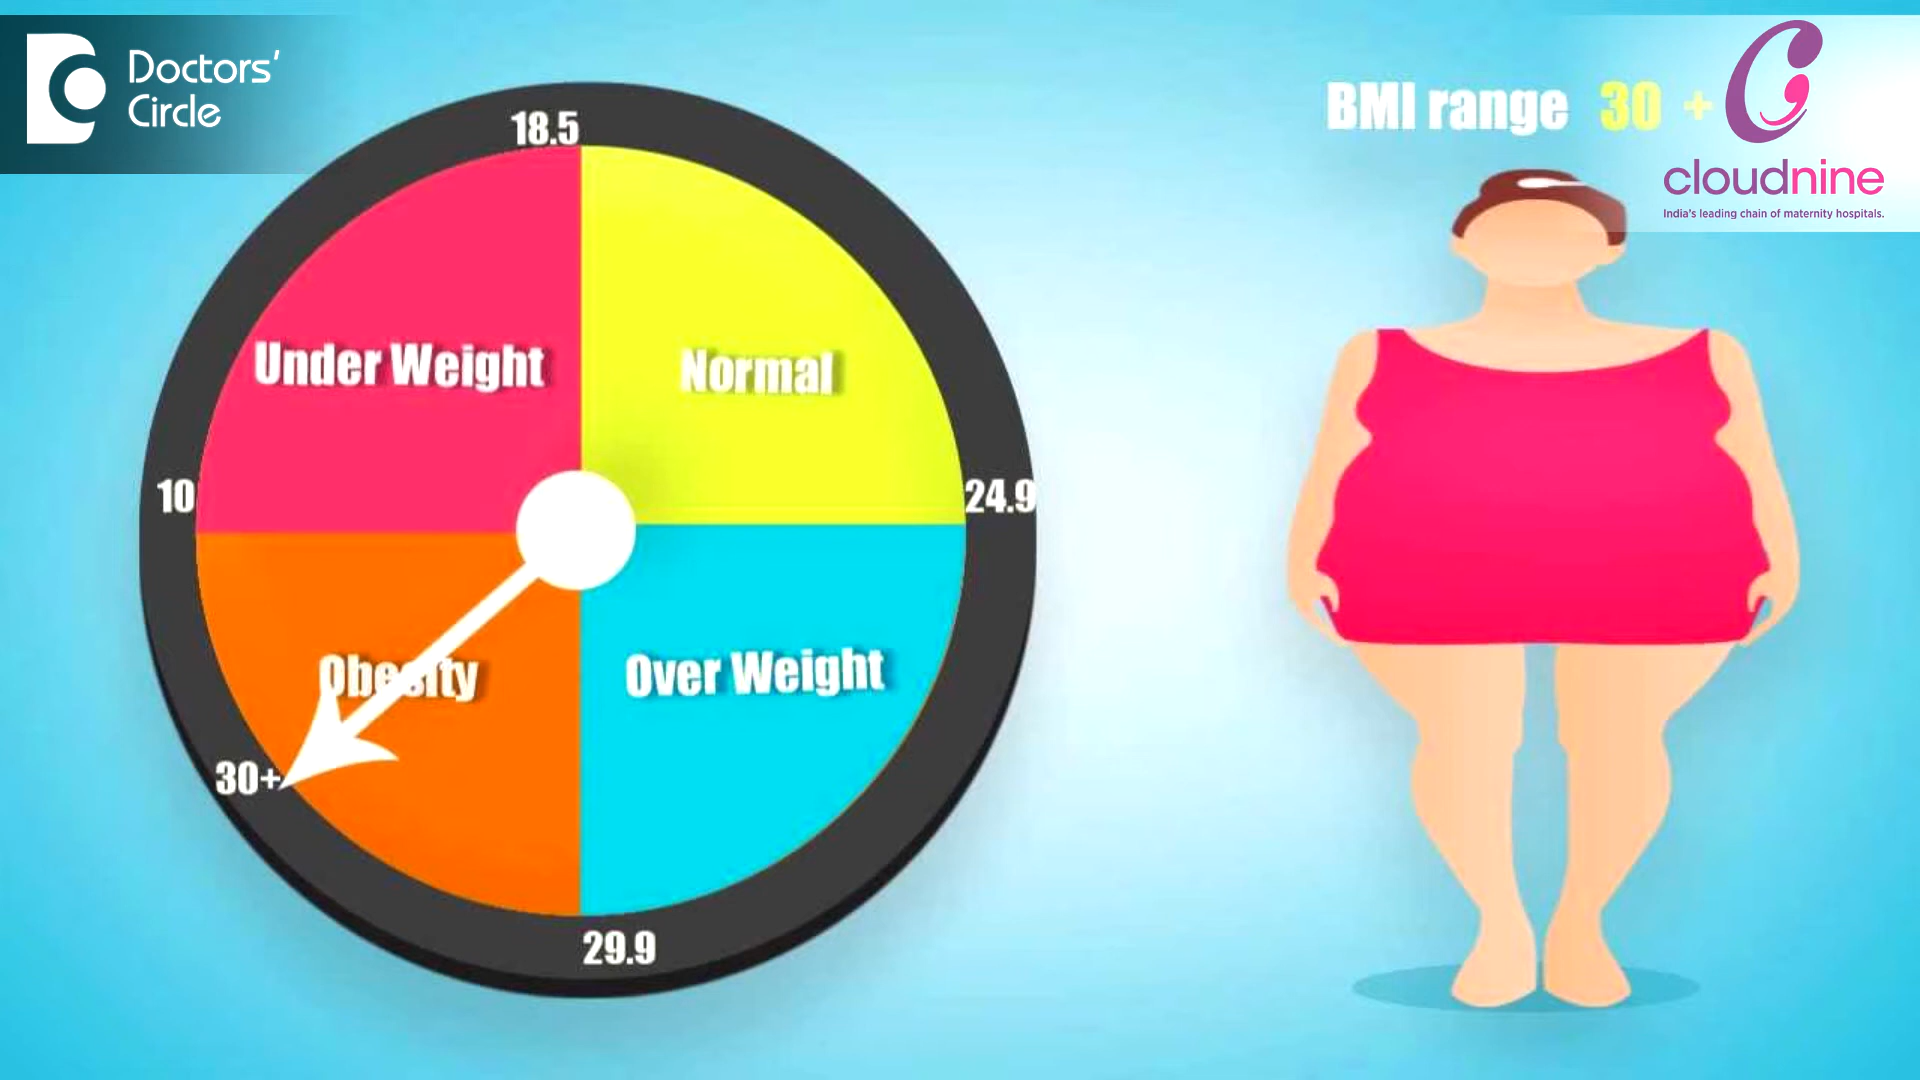 Doctors'
Circle
BMI range 30 +
cloudnine
India's leading chain of maternity hospitals.
18.5
Under Weight
Normal
10
24.9
Obesity
Over Weight
30+
29.9